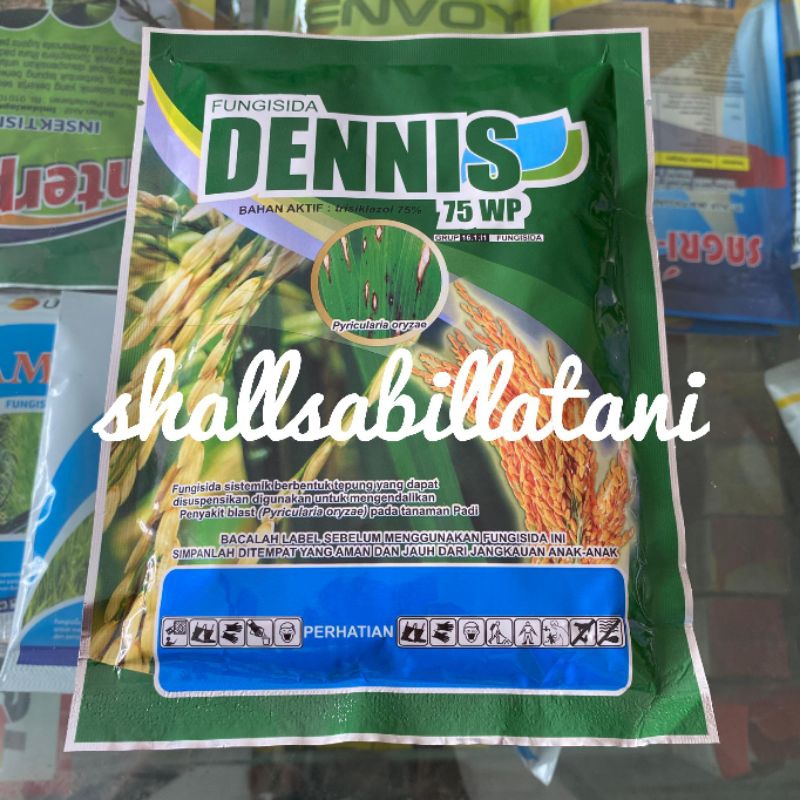 ENVOY
INSEKTISI
SAGRI-
FUNGISIDA
DENNIS
75 WP
BAHAN AKTIF : trisiklazol 75%
GRUP 16.1;I1 FUNGISIDA
Pyricularia oryzae
AM
FUNGIS
shallsabillatani
Fungisida sistemik berbentuk tepung yang dapat
disuspensikan digunakan untuk mengendalikan
Penyakit blast (Pyricularia oryzae) pada tanaman Padi
BACALAH LABEL SEBELUM MENGGUNAKAN FUNGISIDA INI
SIMPANLAH DITEMPAT YANG AMAN DAN JAUH DARI JANGKAUAN ANAK-ANAK
PERHATIAN